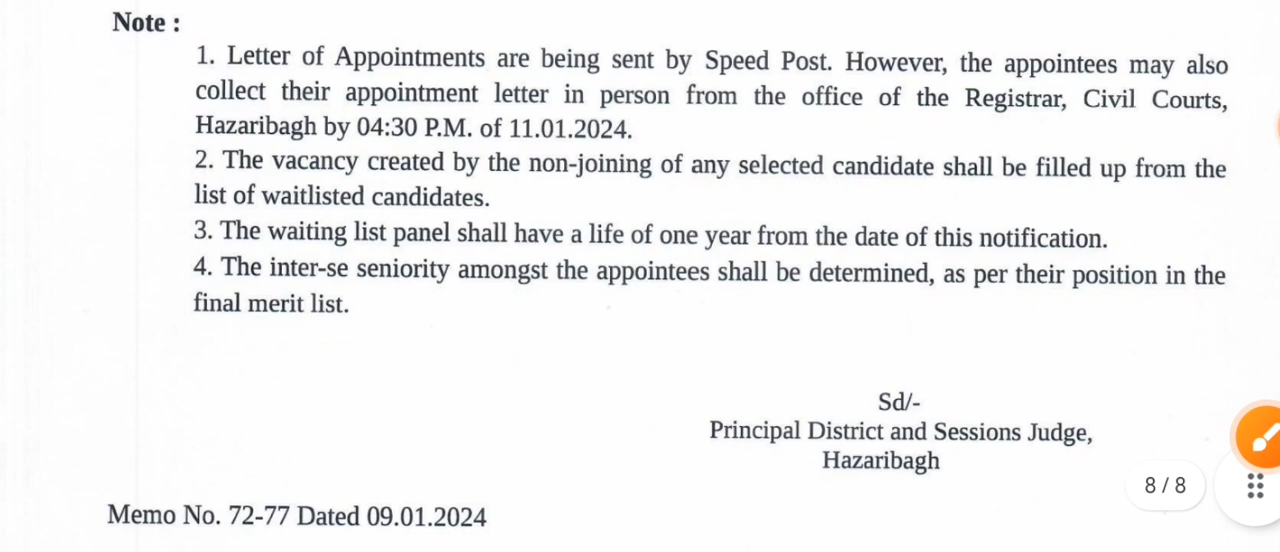 Note :
1. Letter of Appointments are being sent by Speed Post. However, the appointees may also
collect their appointment letter in person from the office of the Registrar, Civil Courts,
Hazaribagh by 04:30 P.M. of 11.01.2024.
2. The vacancy created by the non-joining of any selected candidate shall be filled up from the
list of waitlisted candidates.
3. The waiting list panel shall have a life of one year from the date of this notification.
4. The inter-se seniority amongst the appointees shall be determined, as per their position in the
final merit list.
Sd/-
Principal District and Sessions Judge,
Hazaribagh
8 / 8
Memo No. 72-77 Dated 09.01.2024